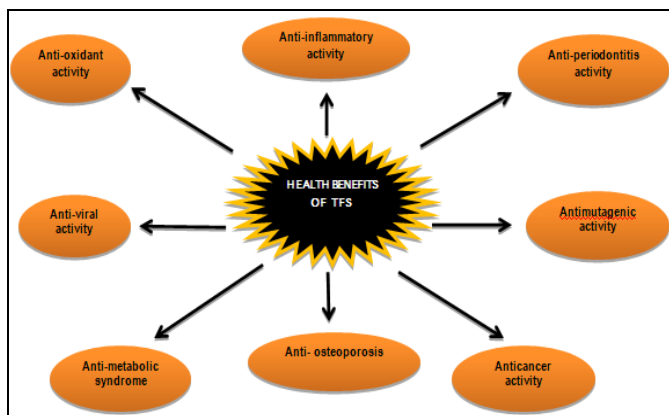 Anti-inflammatory
activity
Anti-oxidant
activity
Anti-periodontitis
activity
HEALTH BENEFITS
OF TFS
Anti-viral
activity
Antimutagenic
activity
Anti-metabolic
syndrome
Anti- osteoporosis
Anticancer
activity